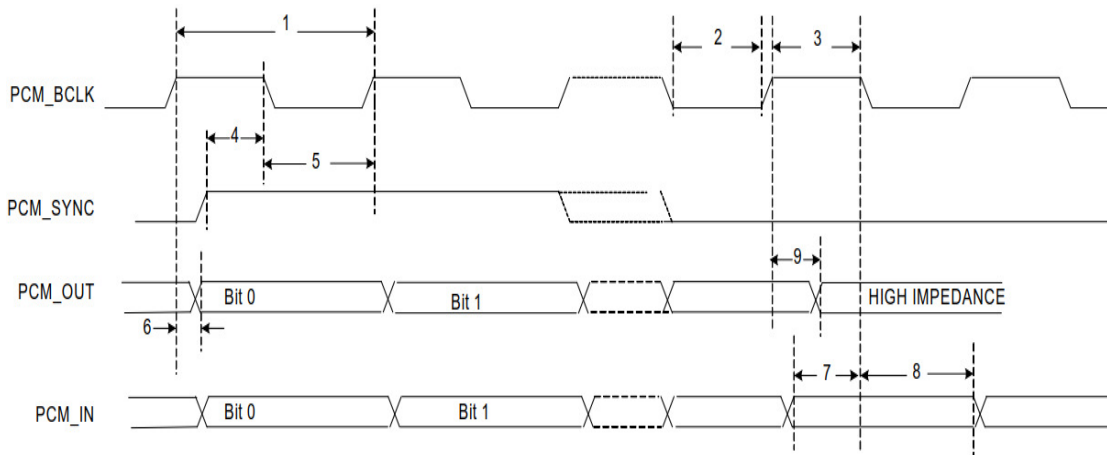 1
2
3
PCM_BCLK
4
5
PCM_SYNC
9
PCM_OUT
Bit 0
Bit 1
HIGH IMPEDANCE
6
7
8
PCM_IN
Bit 0
Bit 1